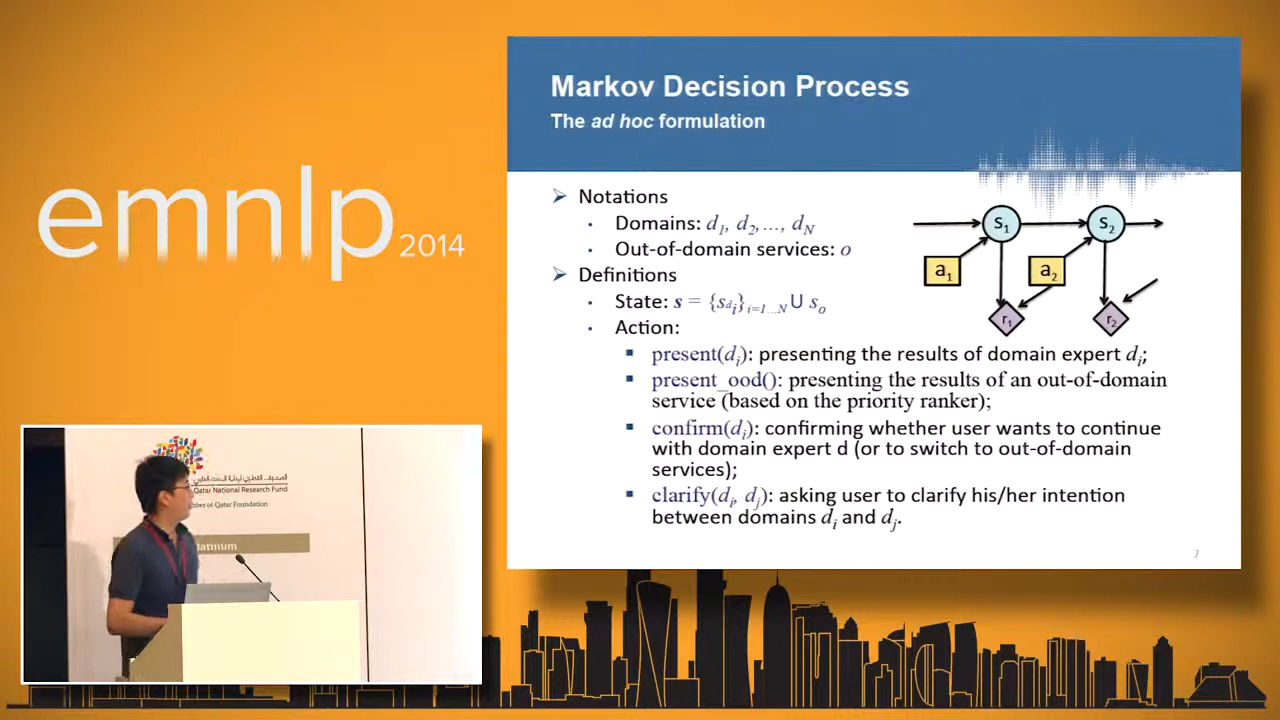 emnlp 2014
Markov Decision Process
The ad hoc formulation
Notations
Domains: d1, d2,..., dN
Out-of-domain services: o
Definitions
State: s = {sdi}i=1...N ∪ so
Action:
present(di): presenting the results of domain expert di;
present_ood(): presenting the results of an out-of-domain
service (based on the priority ranker);
confirm(di): confirming whether user wants to continue
with domain expert d (or to switch to out-of-domain
services);
clarify(di, dj): asking user to clarify his/her intention
between domains di and dj.
s1
s2
a1
a2
r1
r2
7
Qatar National Research Fund
of Qatar Foundation
latinum